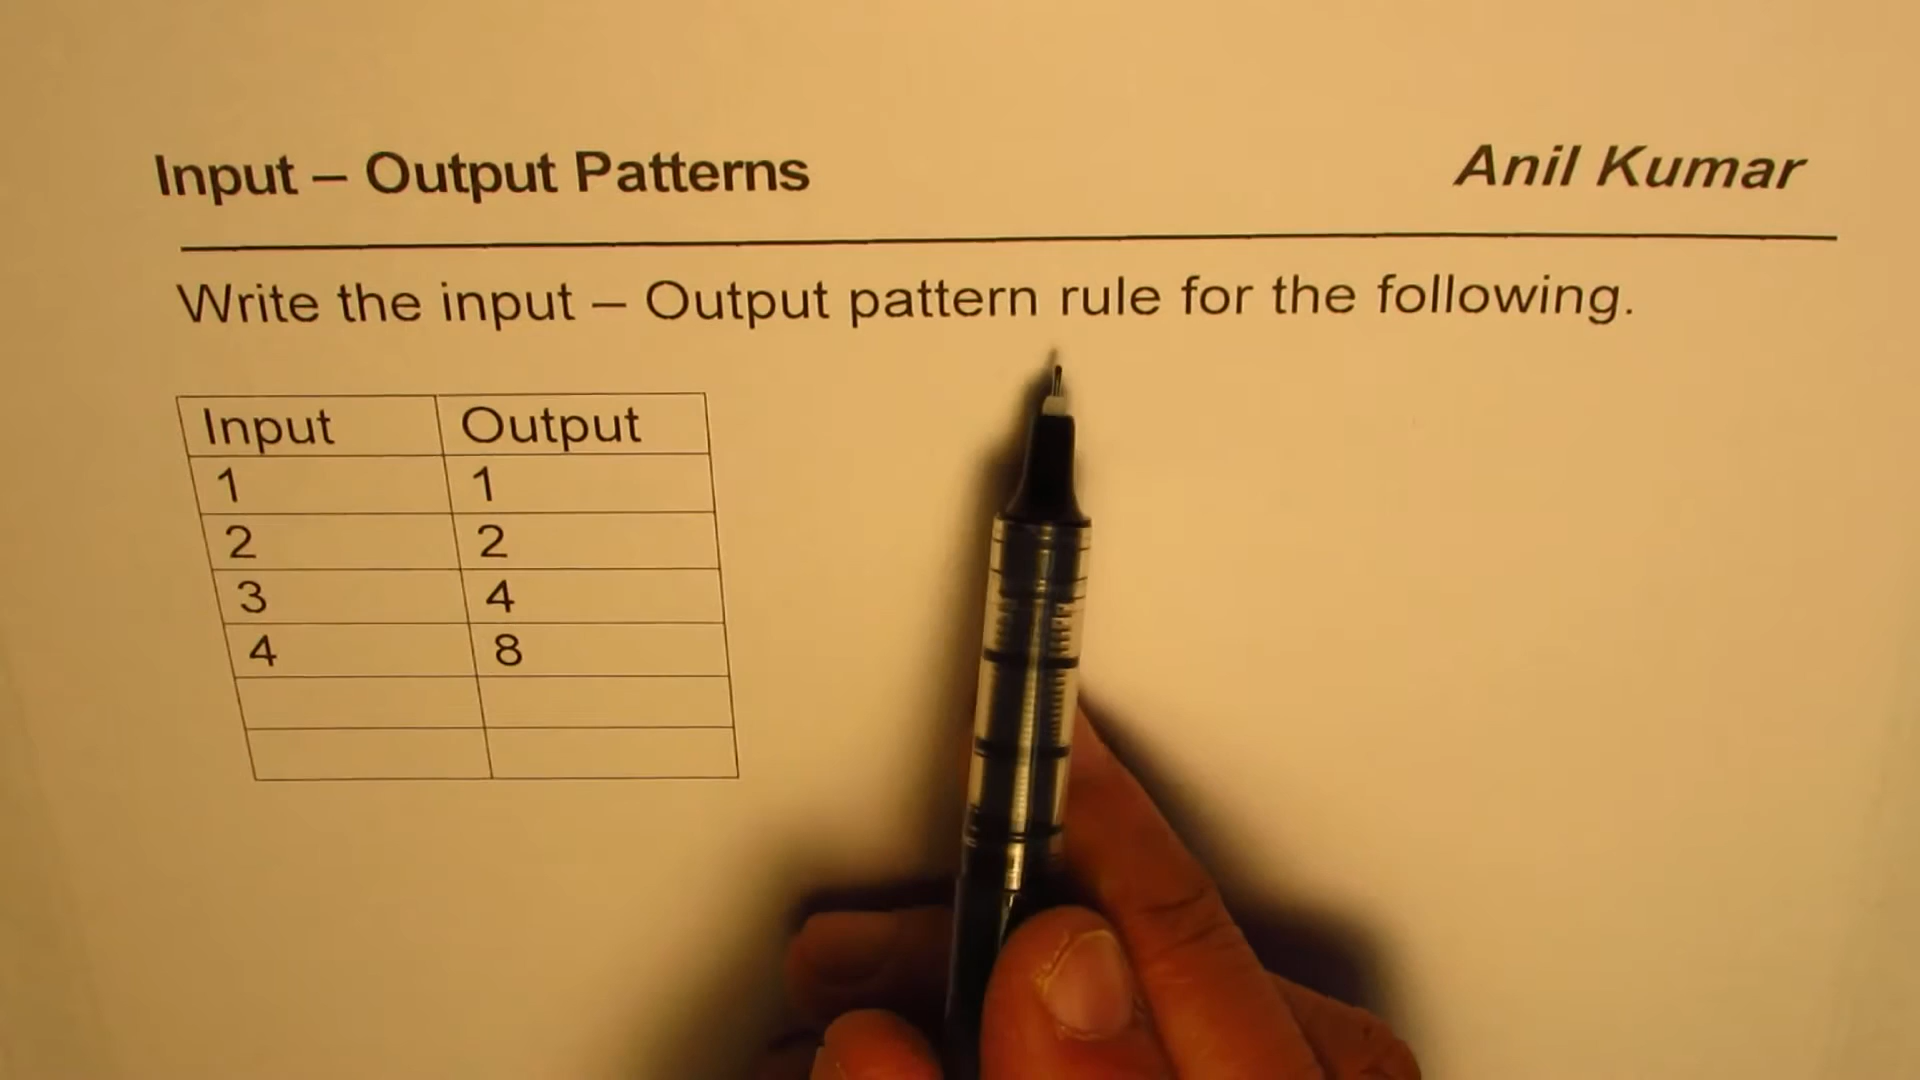 Input – Output Patterns
Anil Kumar
Write the input – Output pattern rule for the following.
Input Output
1 1
2 2
3 4
4 8